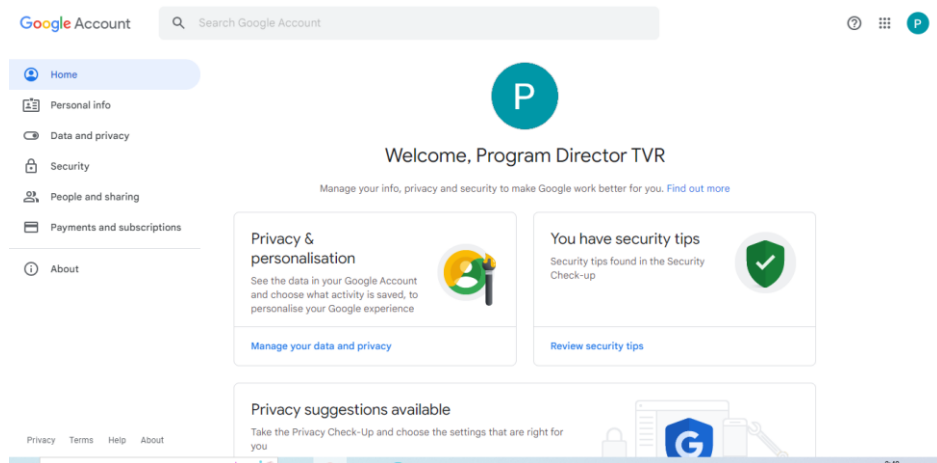 Google Account
Search Google Account
P
Home
Personal info
Data and privacy
Security
People and sharing
Payments and subscriptions
About
P
Welcome, Program Director TVR
Manage your info, privacy and security to make Google work better for you. Find out more
Privacy &
personalisation
See the data in your Google Account
and choose what activity is saved, to
personalise your Google experience
Manage your data and privacy
You have security tips
Security tips found in the Security
Check-up
Review security tips
Privacy suggestions available
Take the Privacy Check-Up and choose the settings that are right for
you
G
Privacy Terms Help About